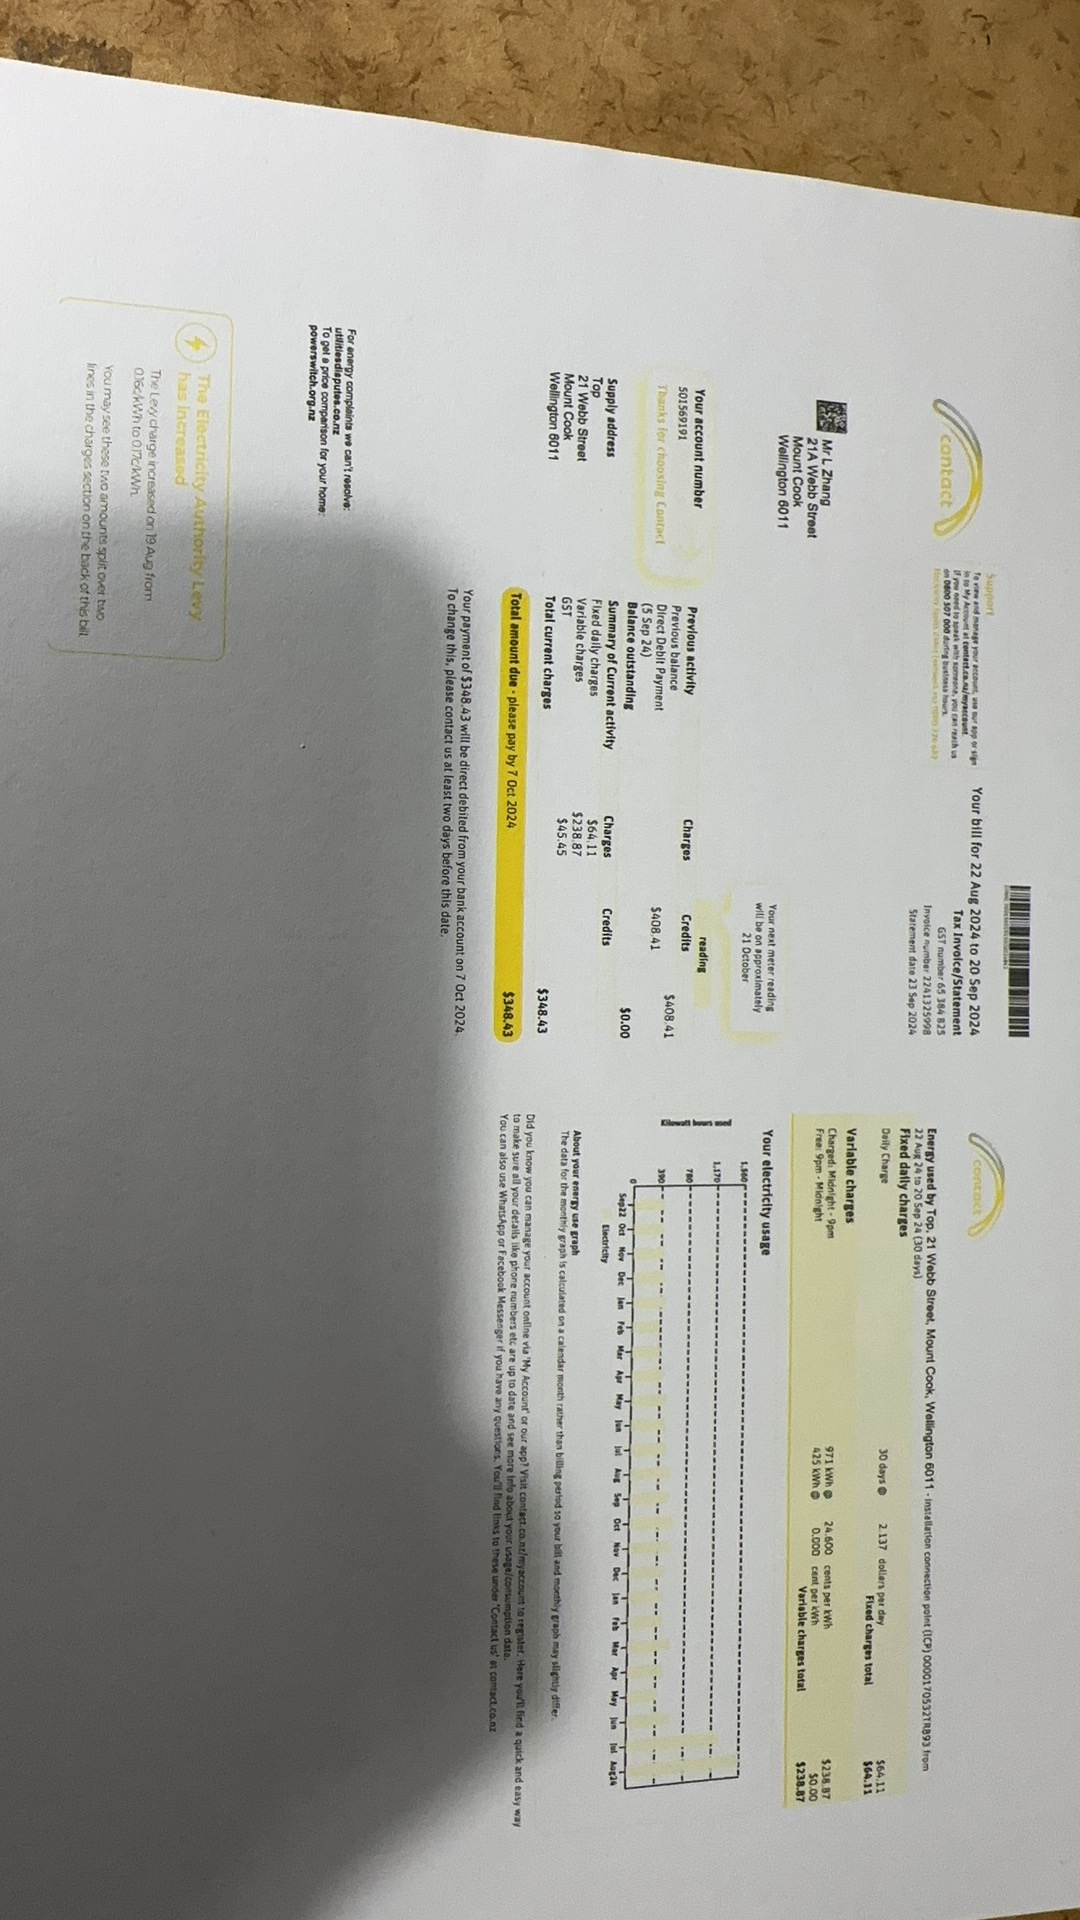 contact
Support
To view and manage your account, use our app or sign
in to My Account at contact.co.nz/myaccount.
If you need to speak with someone, you can reach us
on 0800 507 000 during business hours.
Your bill for 22 Aug 2024 to 20 Sep 2024
Tax Invoice/Statement
GST number 65 384 825
Invoice number 2241325998
Statement date 23 Sep 2024
Mr L Zhang
21A Webb Street
Mount Cook
Wellington 6011
Your next meter reading
will be on approximately
21 October
reading
Your account number
501569191
Thanks for choosing Contact
Supply address
Top
21 Webb Street
Mount Cook
Wellington 6011
Previous activity Charges Credits
Previous balance $408.41
Direct Debit Payment $408.41
(5 Sep 24)
Balance outstanding $0.00
Summary of Current activity Charges Credits
Fixed daily charges $64.11
Variable charges $238.87
GST $45.45
Total current charges $348.43
Total amount due - please pay by 7 Oct 2024 $348.43
Your payment of $348.43 will be direct debited from your bank account on 7 Oct 2024.
To change this, please contact us at least two days before this date.
For energy complaints we can't resolve:
utilitiesdisputes.co.nz
To get a price comparison for your home:
powerswitch.org.nz
The Electricity Authority Levy
has increased
The Levy charge increased on 19 Aug from
0.16c/kWh to 0.17c/kWh.
You may see these two amounts split over two
lines in the charges section on the back of this bill
contact
Energy used by Top, 21 Webb Street, Mount Cook, Wellington 6011 - Installation connection point (ICP) 0000170532TR893 from
22 Aug 24 to 20 Sep 24 (30 days)
Fixed daily charges
Daily Charge 30 days @ 2.137 dollars per day $64.11
Fixed charges total $64.11
Variable charges
Charged: Midnight - 9pm 971 kWh @ 24.600 cents per kWh $238.87
Free: 9pm - Midnight 425 kWh @ 0.000 cent per kWh $0.00
Variable charges total $238.87
Your electricity usage
Kilowatt hours used
1,560
1,170
780
390
0
Sep22 Oct Nov Dec Jan Feb Mar Apr May Jun Jul Aug Sep Oct Nov Dec Jan Feb Mar Apr May Jun Jul Aug24
Electricity
About your energy use graph
The data for the monthly graph is calculated on a calendar month rather than billing period so your bill and monthly graph may slightly differ.
Did you know you can manage your account online via 'My Account' or our app? Visit contact.co.nz/myaccount to register. Here you'll find a quick and easy way
to make sure all your details like phone numbers etc are up to date and see more info about your usage/consumption data.
You can also use WhatsApp or Facebook Messenger if you have any questions. You'll find links to these under 'Contact us' at contact.co.nz